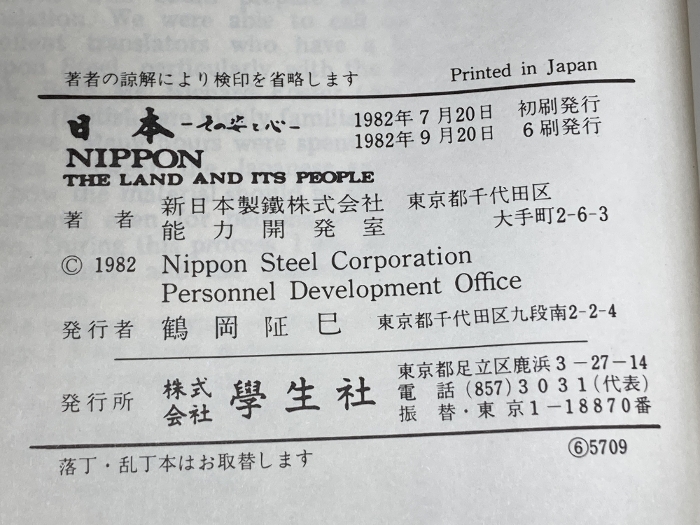 著者の諒解により検印を省略します
Printed in Japan
日本 −その姿と心−
1982年7月20日 初刷発行
1982年9月20日 6刷発行
NIPPON
THE LAND AND ITS PEOPLE
著者 新日本製鐵株式会社 東京都千代田区
能力開発室 大手町2-6-3
© 1982 Nippon Steel Corporation
Personnel Development Office
発行者 鶴岡阷巳 東京都千代田区九段南2-2-4
発行所 株式会社 學生社
東京都足立区鹿浜3-27-14
電話(857)3031(代表)
振替・東京1-18870番
落丁・乱丁本はお取替します
⑥5709